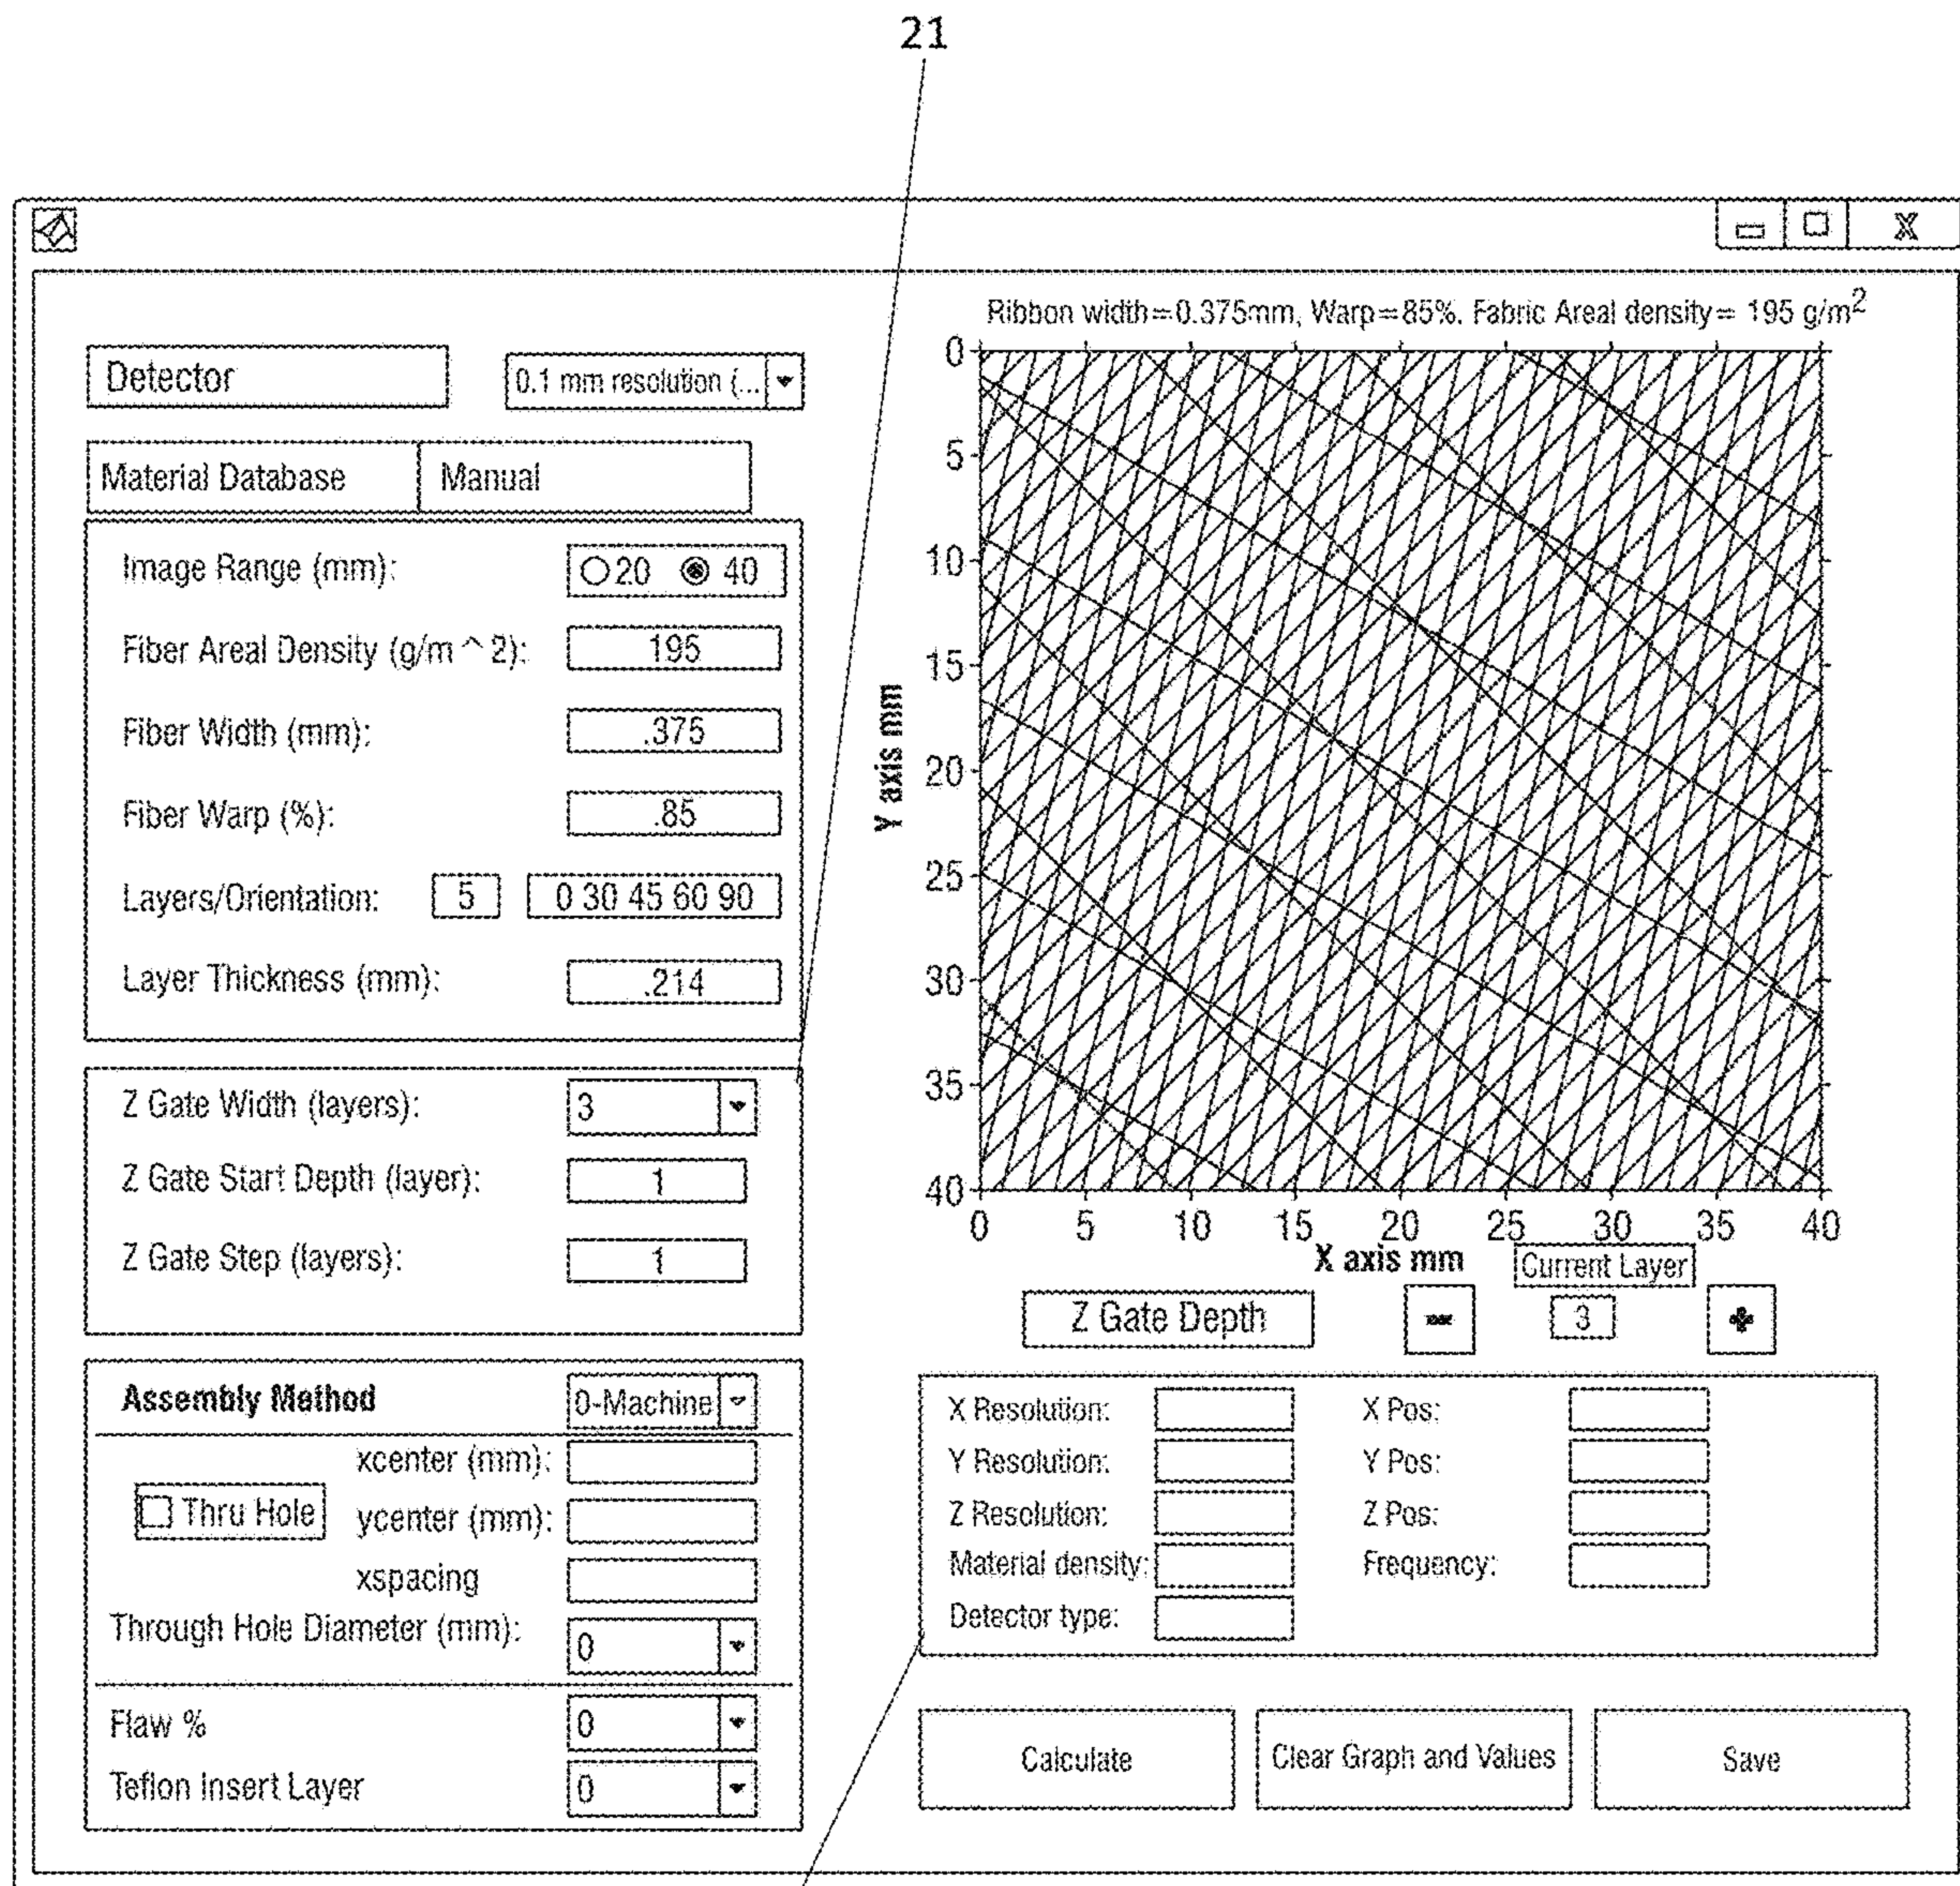 21
X
Detector
0.1 mm resolution (...
Material Database
Manual
Image Range (mm):
20 40
Fiber Areal Density (g/m ^ 2):
195
Fiber Width (mm):
.375
Fiber Warp (%):
.85
Layers/Orientation:
5
0 30 45 60 90
Layer Thickness (mm):
.214
Z Gate Width (layers):
3
Z Gate Start Depth (layer):
1
Z Gate Step (layers):
1
Assembly Method
0-Machine
xcenter (mm):
Thru Hole
ycenter (mm):
xspacing
Through Hole Diameter (mm):
0
Flaw %
0
Teflon Insert Layer
0
Ribbon width=0.375mm, Warp=85%. Fabric Areal density= 195 g/m2
Y axis mm
0
5
10
15
20
25
30
35
40
0 5 10 15 20 25 30 35 40
X axis mm
Current Layer
Z Gate Depth
-
3
+
X Resolution:
X Pos:
Y Resolution:
Y Pos:
Z Resolution:
Z Pos:
Material density:
Frequency:
Detector type:
Calculate
Clear Graph and Values
Save